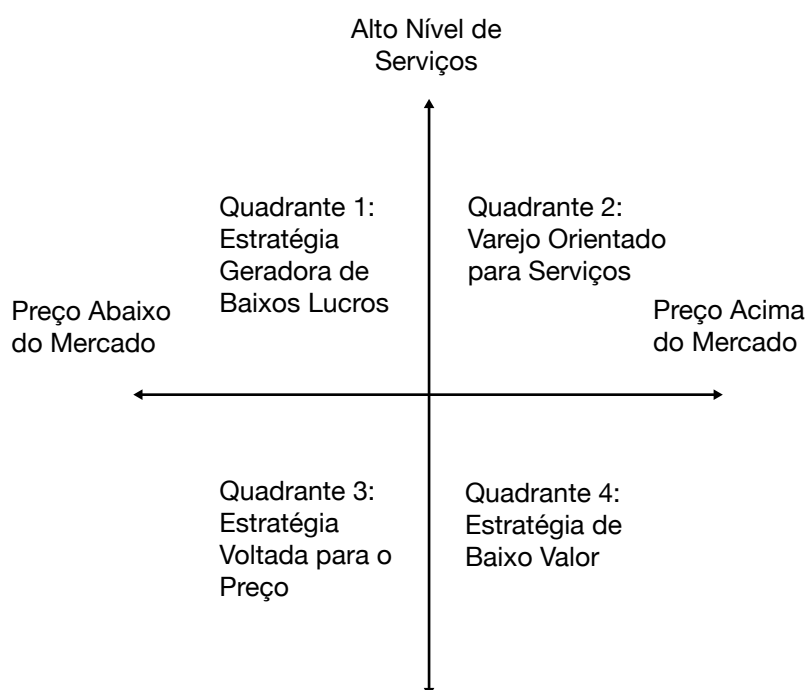 Alto Nível de
Serviços
Quadrante 1:
Estratégia
Geradora de
Baixos Lucros
Quadrante 2:
Varejo Orientado
para Serviços
Preço Abaixo
do Mercado
Preço Acima
do Mercado
Quadrante 3:
Estratégia
Voltada para o
Preço
Quadrante 4:
Estratégia de
Baixo Valor